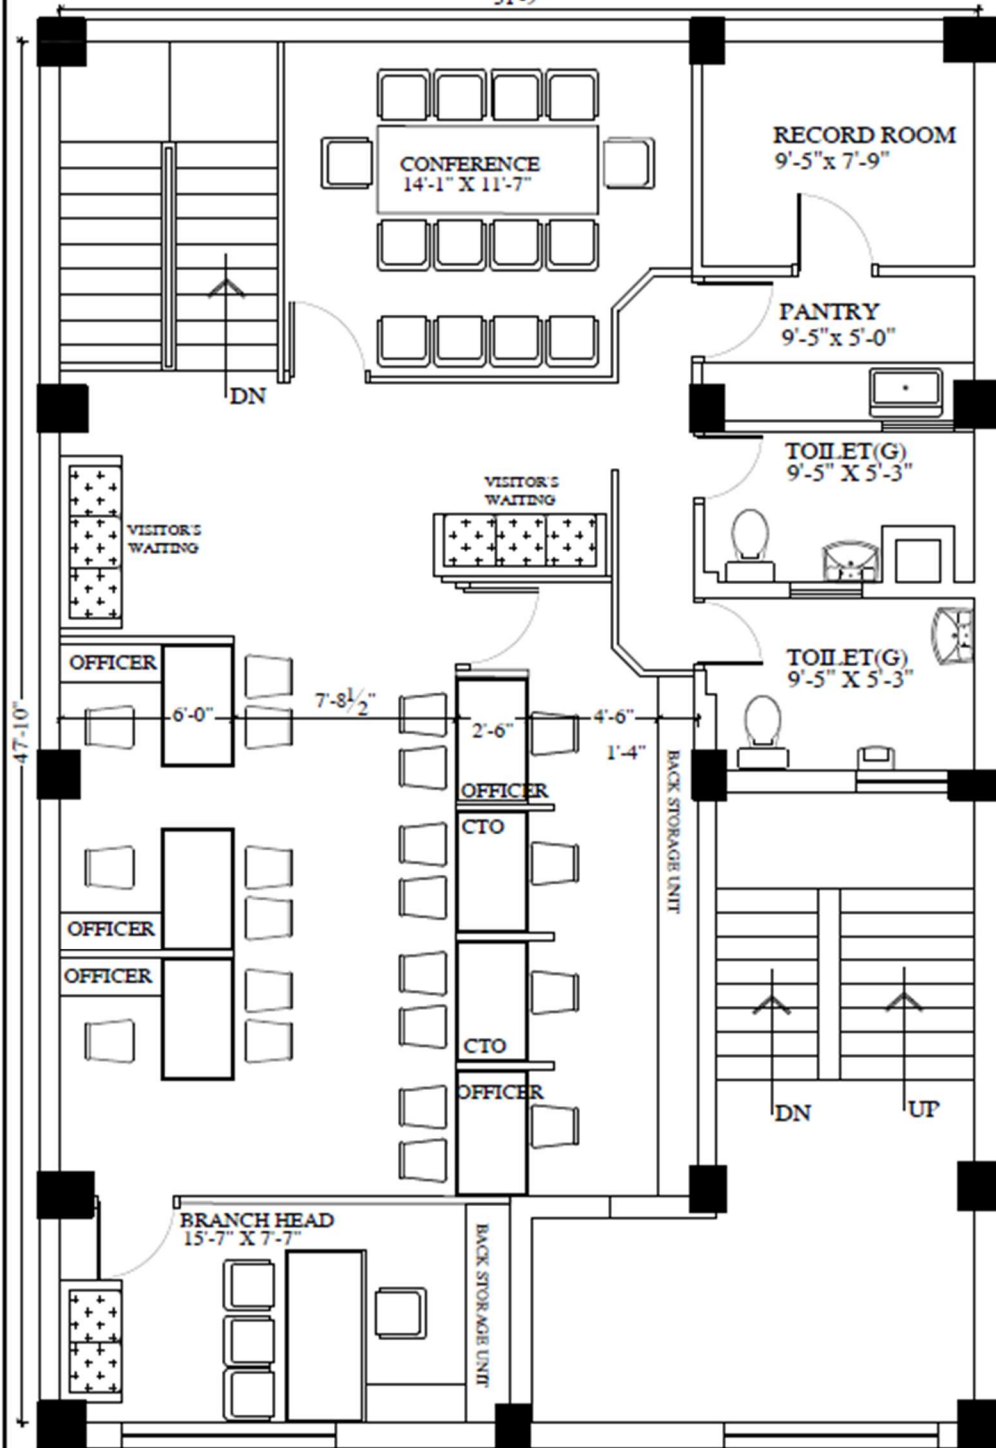 CONFERENCE
14'-1" X 11'-7"
RECORD ROOM
9'-5"x 7'-9"
PANTRY
9'-5"x 5'-0"
DN
TOILET(G)
9'-5" X 5'-3"
VISITOR'S
WAITING
VISITOR'S
WAITING
OFFICER
TOILET(G)
9'-5" X 5'-3"
6'-0"
7'-8½"
2'-6"
4'-6"
1'-4"
47'-10"
OFFICER
CTO
BACK STORAGE UNIT
OFFICER
OFFICER
CTO
OFFICER
DN
UP
BRANCH HEAD
15'-7" X 7'-7"
BACK STORAGE UNIT